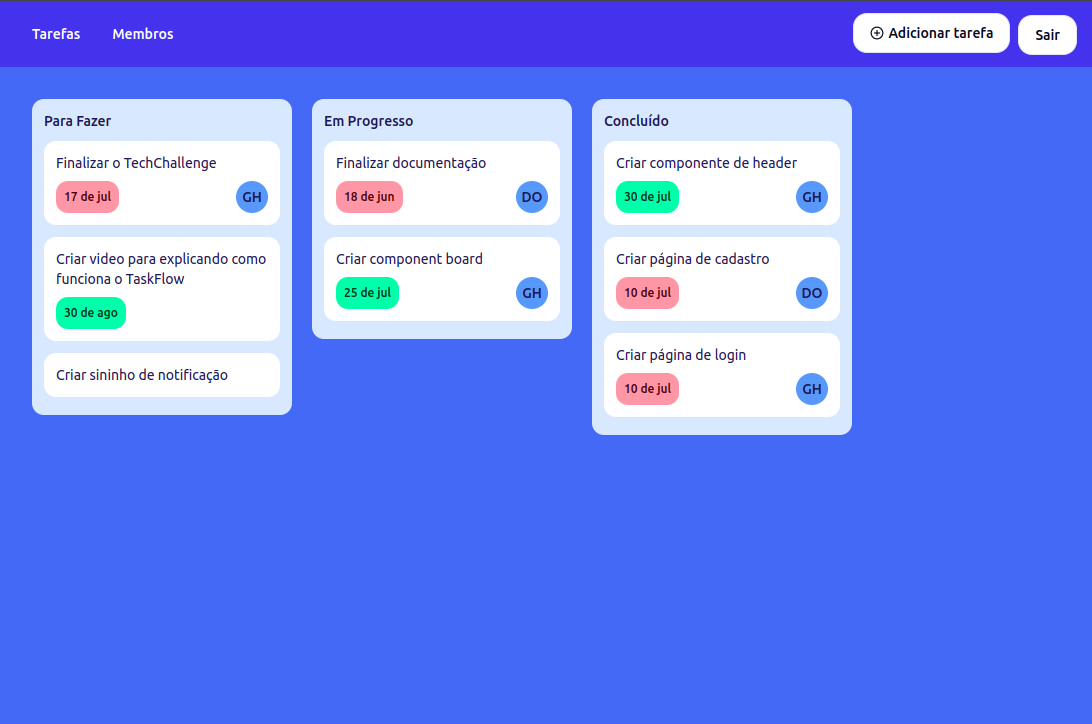 Tarefas
Membros
Adicionar tarefa
Sair
Para Fazer
Finalizar o TechChallenge
17 de jul
GH
Criar video para explicando como
funciona o TaskFlow
30 de ago
Criar sininho de notificação
Em Progresso
Finalizar documentação
18 de jun
DO
Criar component board
25 de jul
GH
Concluído
Criar componente de header
30 de jul
GH
Criar página de cadastro
10 de jul
DO
Criar página de login
10 de jul
GH